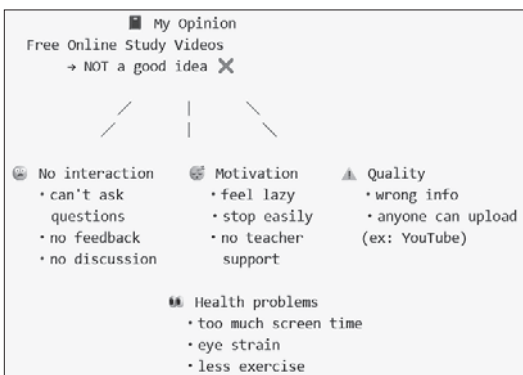 📓 My Opinion
Free Online Study Videos
→ NOT a good idea ❌
No interaction
• can't ask
questions
• no feedback
• no discussion
Motivation
• feel lazy
• stop easily
• no teacher
support
⚠ Quality
• wrong info
• anyone can upload
(ex: YouTube)
👀 Health problems
• too much screen time
• eye strain
• less exercise